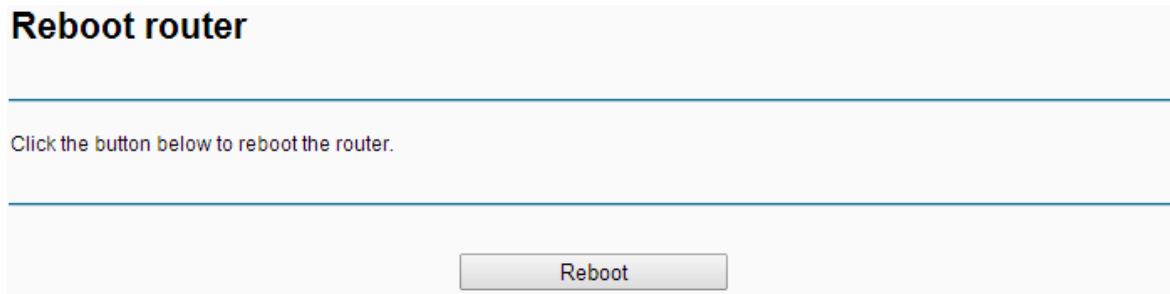 Reboot router
Click the button below to reboot the router.
Reboot